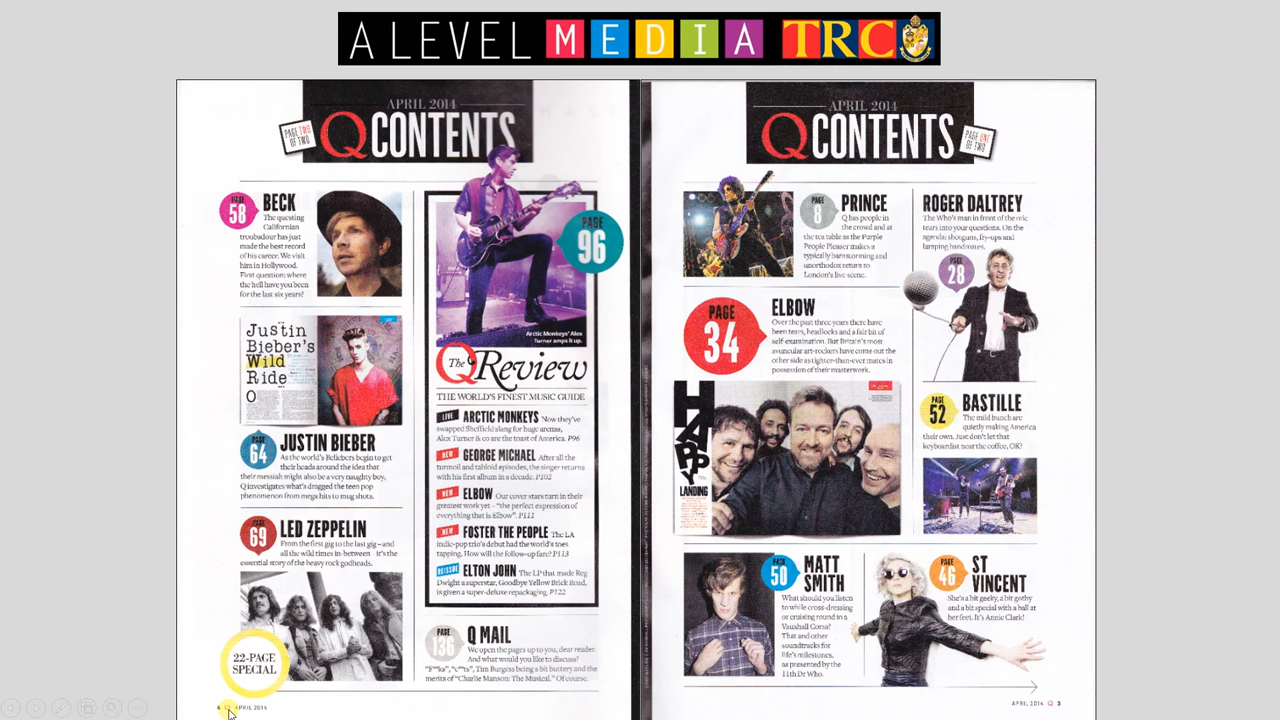 A LEVEL MEDIA TRC
APRIL 2014
PAGE TWO
OF TWO
QCONTENTS
PAGE
58
BECK
The questing
Californian
troubadour has just
made the best record
of his career. We visit
him in Hollywood.
First question: where
the hell have you been
for the last six years?
Justin
Bieber's
Wild
Ride
PAGE
64
JUSTIN BIEBER
As the world's Beliebers begin to get
their heads around the idea that
their messiah might also be a very naughty boy,
Q investigates what's dragged the teen pop
phenomenon from mega hits to mug shots.
PAGE
69
LED ZEPPELIN
From the first gig to the last gig – and
all the wild times in-between – it's the
essential story of the heavy rock godheads.
22-PAGE
SPECIAL
PAGE
96
Arctic Monkeys' Alex
Turner amps it up.
The QReview
THE WORLD'S FINEST MUSIC GUIDE
LIVE ARCTIC MONKEYS Now they've
swapped Sheffield slang for huge arenas,
Alex Turner & co are the toast of America. P96
NEW GEORGE MICHAEL After all the
turmoil and tabloid episodes, the singer returns
with his first album in a decade. P102
NEW ELBOW Our cover stars turn in their
greatest work yet – "the perfect expression of
everything that is Elbow". P111
NEW FOSTER THE PEOPLE The LA
indie-pop trio's debut had the world's toes
tapping. How will the follow-up fare? P113
REISSUE ELTON JOHN The LP that made Reg
Dwight a superstar, Goodbye Yellow Brick Road,
is given a super-deluxe repackaging. P122
PAGE
136
Q MAIL
We open the pages up to you, dear reader.
And what would you like to discuss?
"F**ks", "c**ts", Tim Burgess being a bit buttery and the
merits of "Charlie Manson: The Musical." Of course.
4 Q APRIL 2014
APRIL 2014
QCONTENTS
PAGE ONE
OF TWO
PAGE
8
PRINCE
Q has people in
the crowd and at
the tea table as the Purple
People Pleaser makes a
typically barnstorming and
unorthodox return to
London's live scene.
PAGE
34
ELBOW
Over the past three years there have
been tears, headlocks and a fair bit of
self-examination. But Britain's most
avuncular art-rockers have come out the
other side as tighter-than-ever mates in
possession of their masterwork.
HAPPY
LANDING
ROGER DALTREY
The Who's man in front of the mic
tears into your questions. On the
agenda: shotguns, fry-ups and
lamping handmates.
PAGE
28
PAGE
52
BASTILLE
The mild bunch are
quietly making America
their own. Just don't let that
keyboardist near the coffee, OK?
PAGE
50
MATT
SMITH
What should you listen
to while cross-dressing
or cruising round in a
Vauxhall Corsa?
That and other
soundtracks for
life's milestones,
as presented by the
11th Dr Who.
PAGE
46
ST
VINCENT
She's a bit geeky, a bit gothy
and a bit special with a ball at
her feet. It's Annie Clark!
APRIL 2014 Q 3